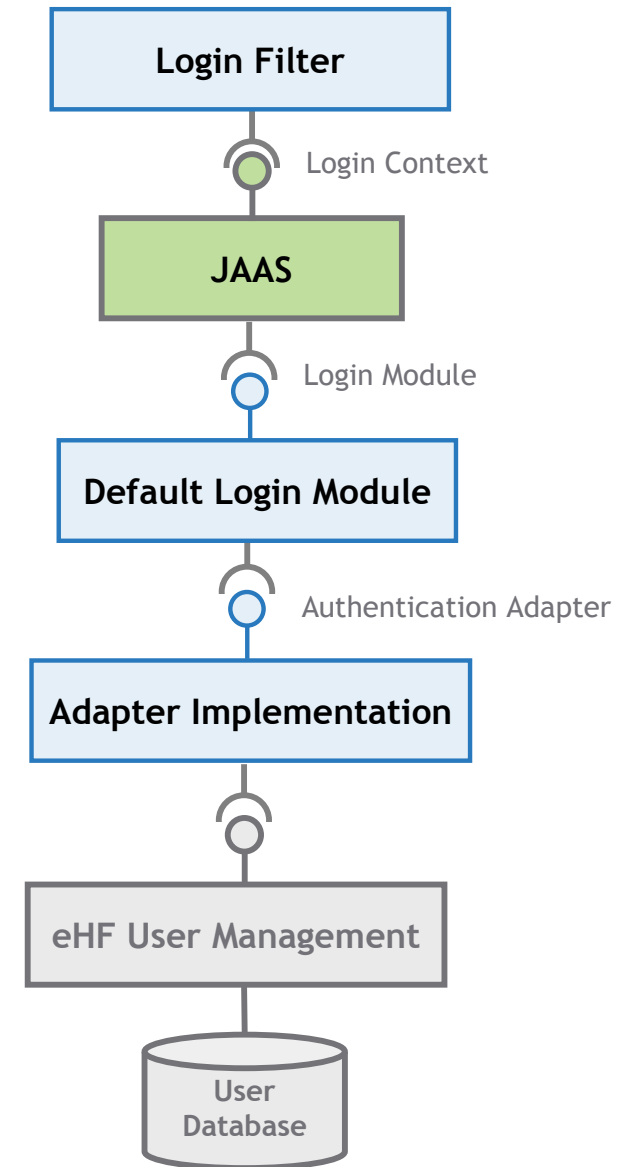 Login Filter
Login Context
JAAS
Login Module
Default Login Module
Authentication Adapter
Adapter Implementation
eHF User Management
User
Database